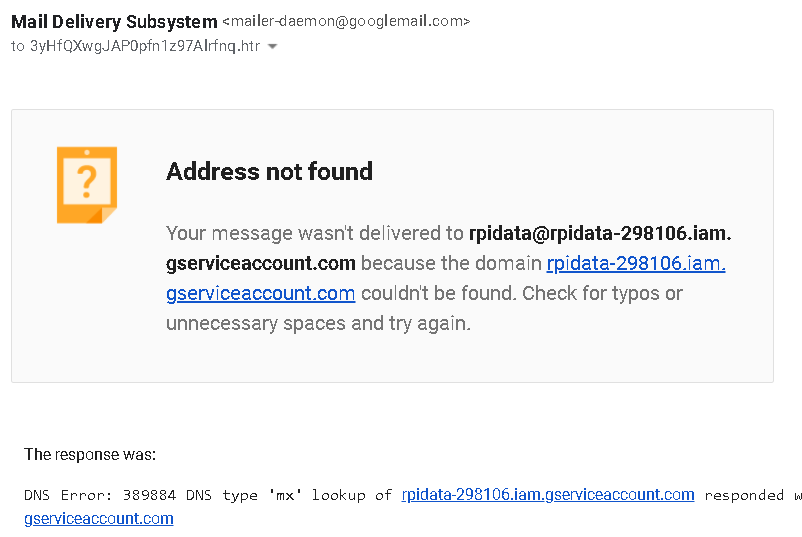 Mail Delivery Subsystem <mailer-daemon@googlemail.com>
to 3yHfQXwgJAP0pfn1z97Alrfnq.htr
?
Address not found
Your message wasn't delivered to rpidata@rpidata-298106.iam.
gserviceaccount.com because the domain rpidata-298106.iam.
gserviceaccount.com couldn't be found. Check for typos or
unnecessary spaces and try again.
The response was:
DNS Error: 389884 DNS type 'mx' lookup of rpidata-298106.iam.gserviceaccount.com responded w
gserviceaccount.com